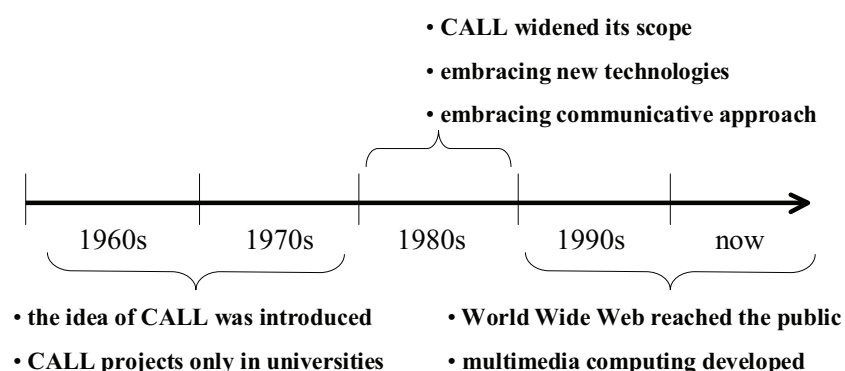 • CALL widened its scope
• embracing new technologies
• embracing communicative approach
1960s 1970s 1980s 1990s now
• the idea of CALL was introduced
• CALL projects only in universities
• World Wide Web reached the public
• multimedia computing developed